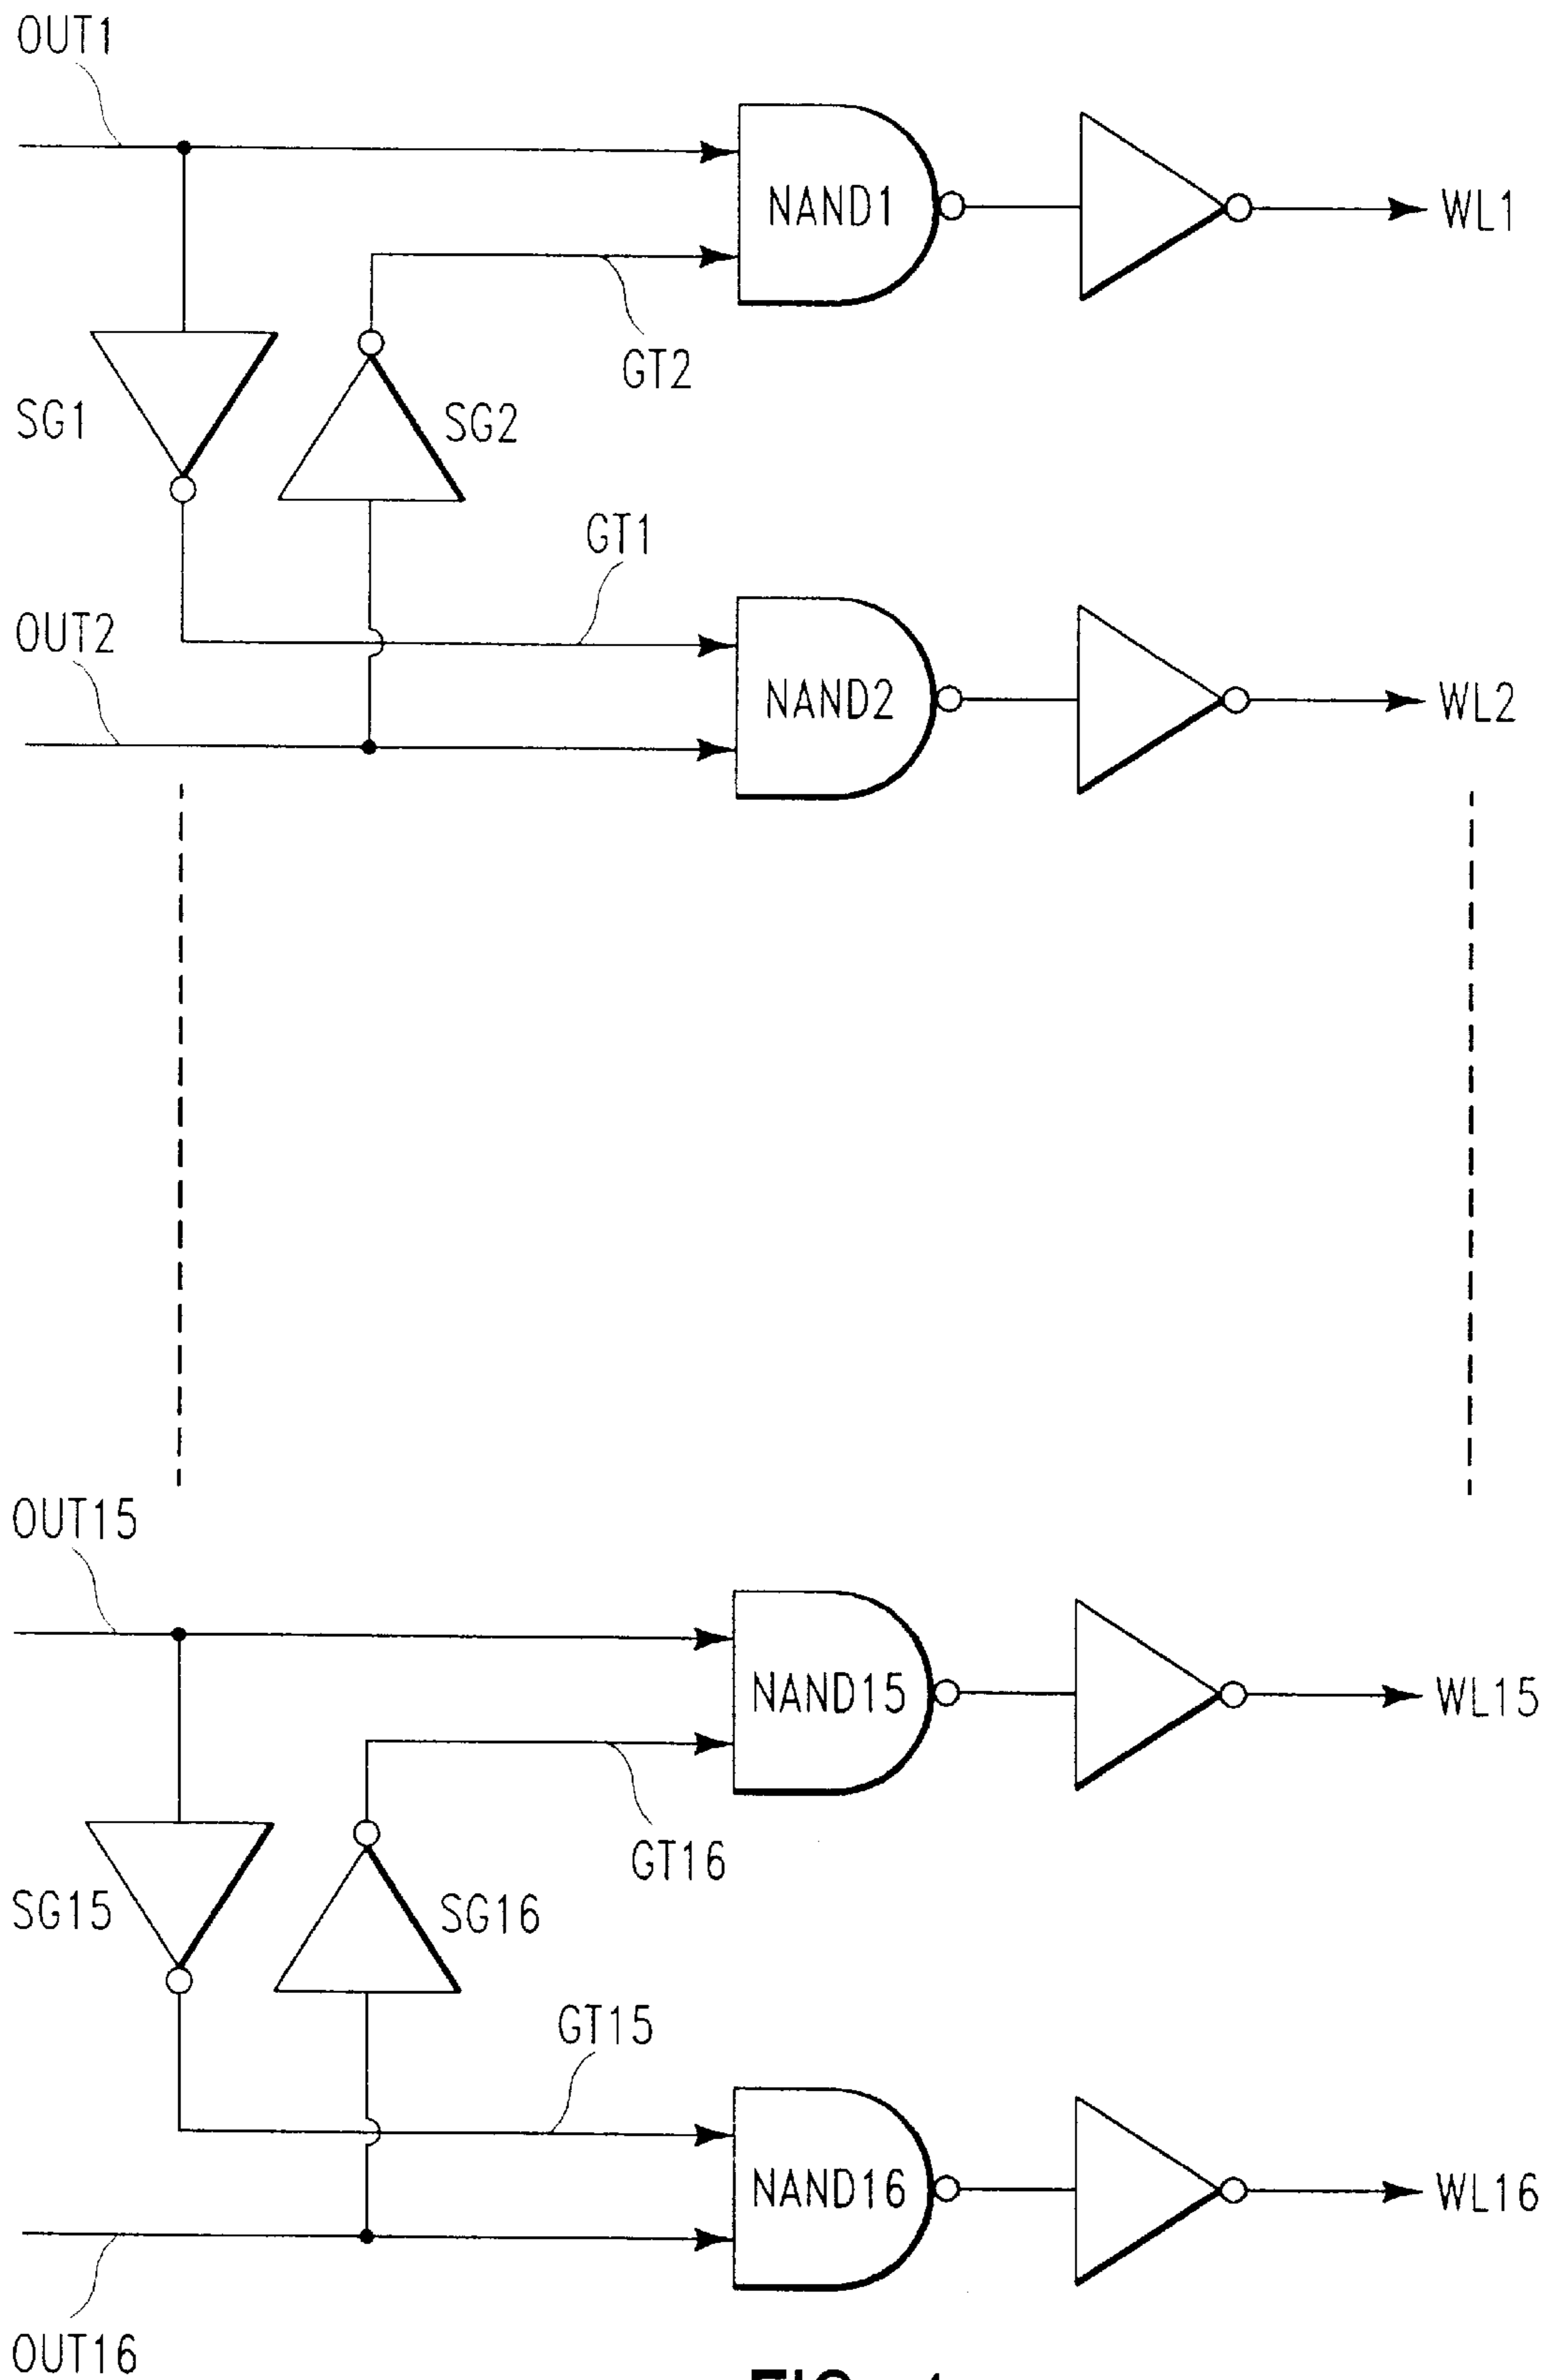 OUT1
NAND1
WL1
GT2
SG1
SG2
GT1
OUT2
NAND2
WL2
OUT15
NAND15
WL15
GT16
SG15
SG16
GT15
NAND16
WL16
OUT16